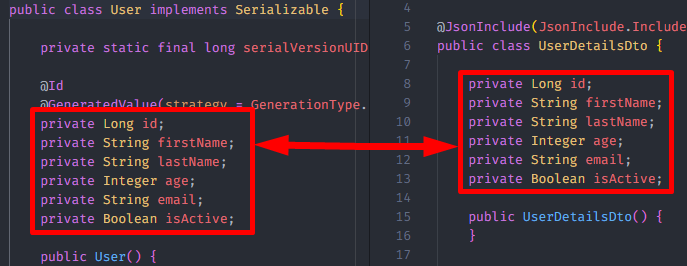 public class User implements Serializable {
private static final long serialVersionUID
@Id
@GeneratedValue(strategy = GenerationType.
private Long id;
private String firstName;
private String lastName;
private Integer age;
private String email;
private Boolean isActive;
public User() {
4
5 @JsonInclude(JsonInclude.Include
6 public class UserDetailsDto {
7
8 private Long id;
9 private String firstName;
10 private String lastName;
11 private Integer age;
12 private String email;
13 private Boolean isActive;
14
15 public UserDetailsDto() {
16 }
17